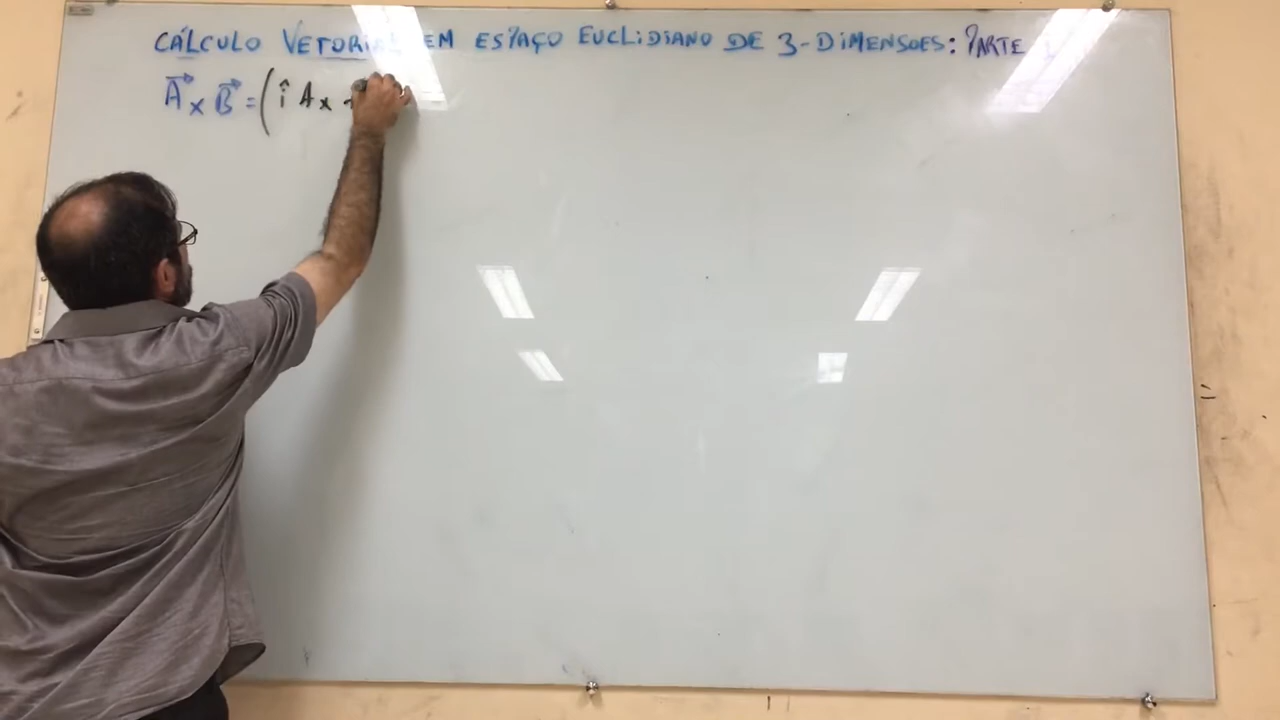 CÁLCULO VETORIAL EM ESPAÇO EUCLIDIANO DE 3-DIMENSOES: PARTE
A⃗ x B⃗ = ( î Ax +